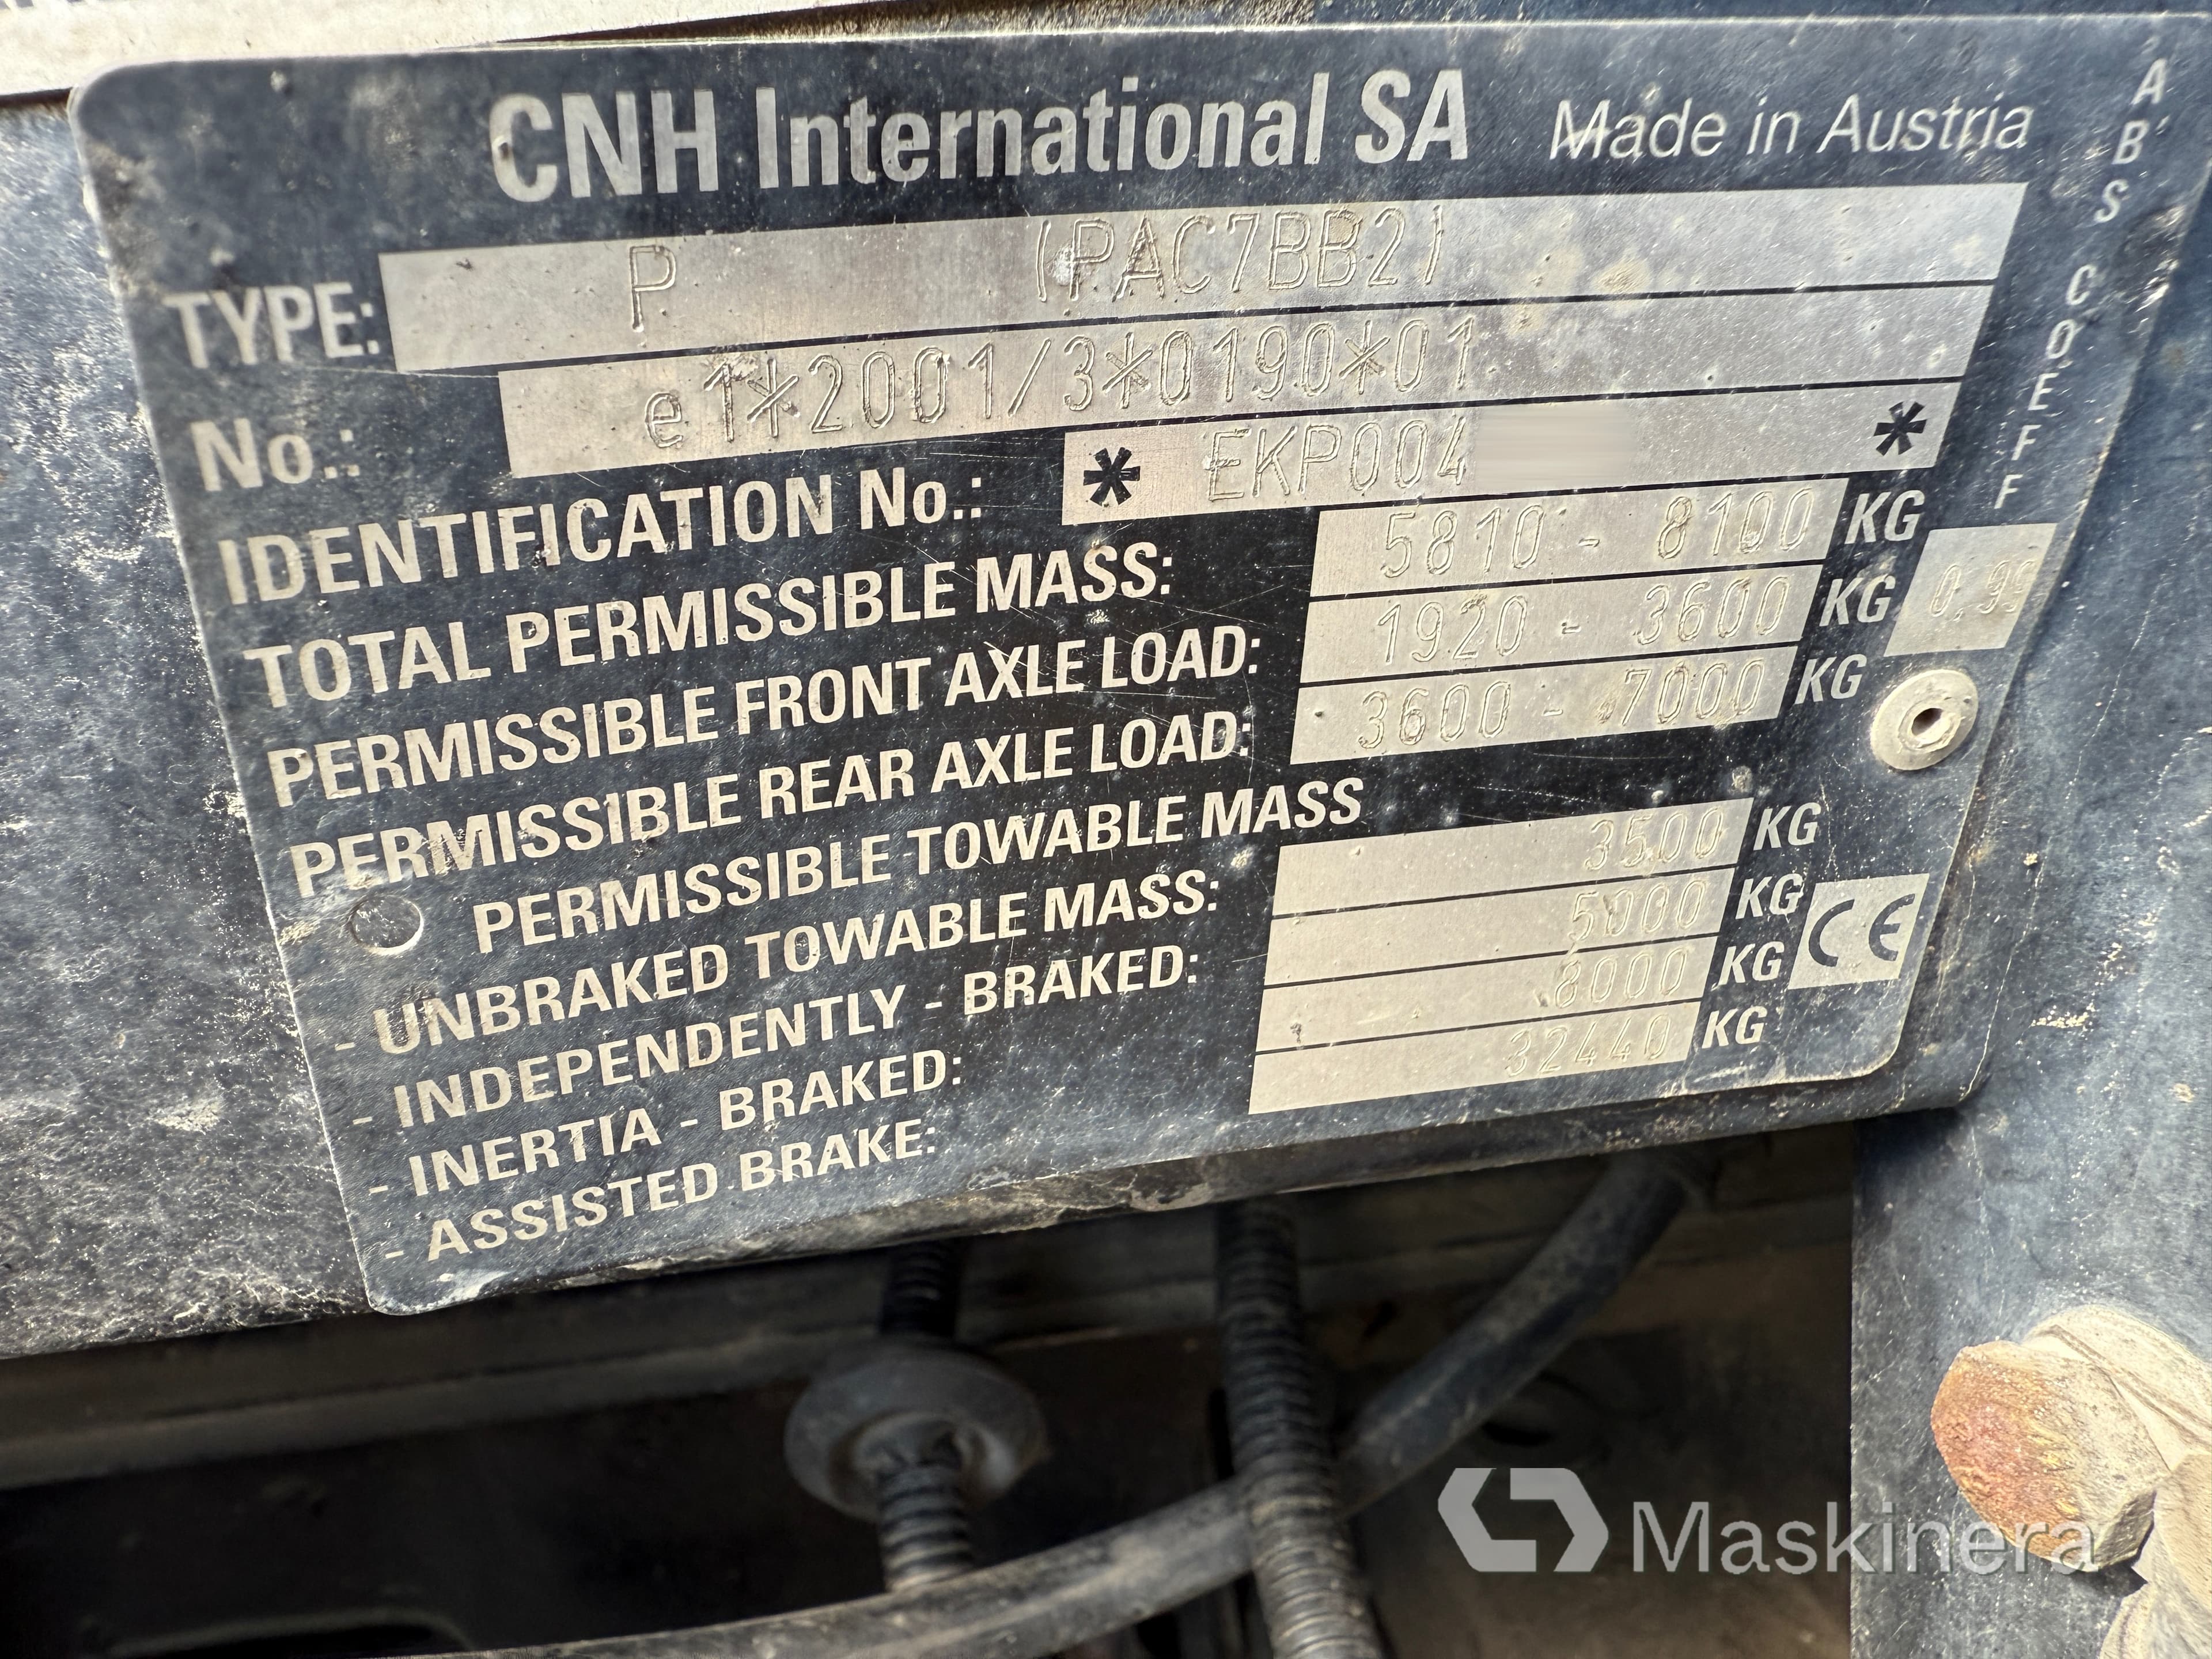 CNH International SA Made in Austria
TYPE: P (PAC7BB2)
No.: e1*2001/3*0190*01
IDENTIFICATION No.: * EKP004 *
TOTAL PERMISSIBLE MASS: 5810 - 8100 KG
PERMISSIBLE FRONT AXLE LOAD: 1920 - 3600 KG
PERMISSIBLE REAR AXLE LOAD: 3600 - 7000 KG
PERMISSIBLE TOWABLE MASS
- UNBRAKED TOWABLE MASS: 3500 KG
- INDEPENDENTLY - BRAKED: 5000 KG
- INERTIA - BRAKED: 8000 KG
- ASSISTED BRAKE: 32440 KG
ABS COEFF
0,95
CE
Maskinera